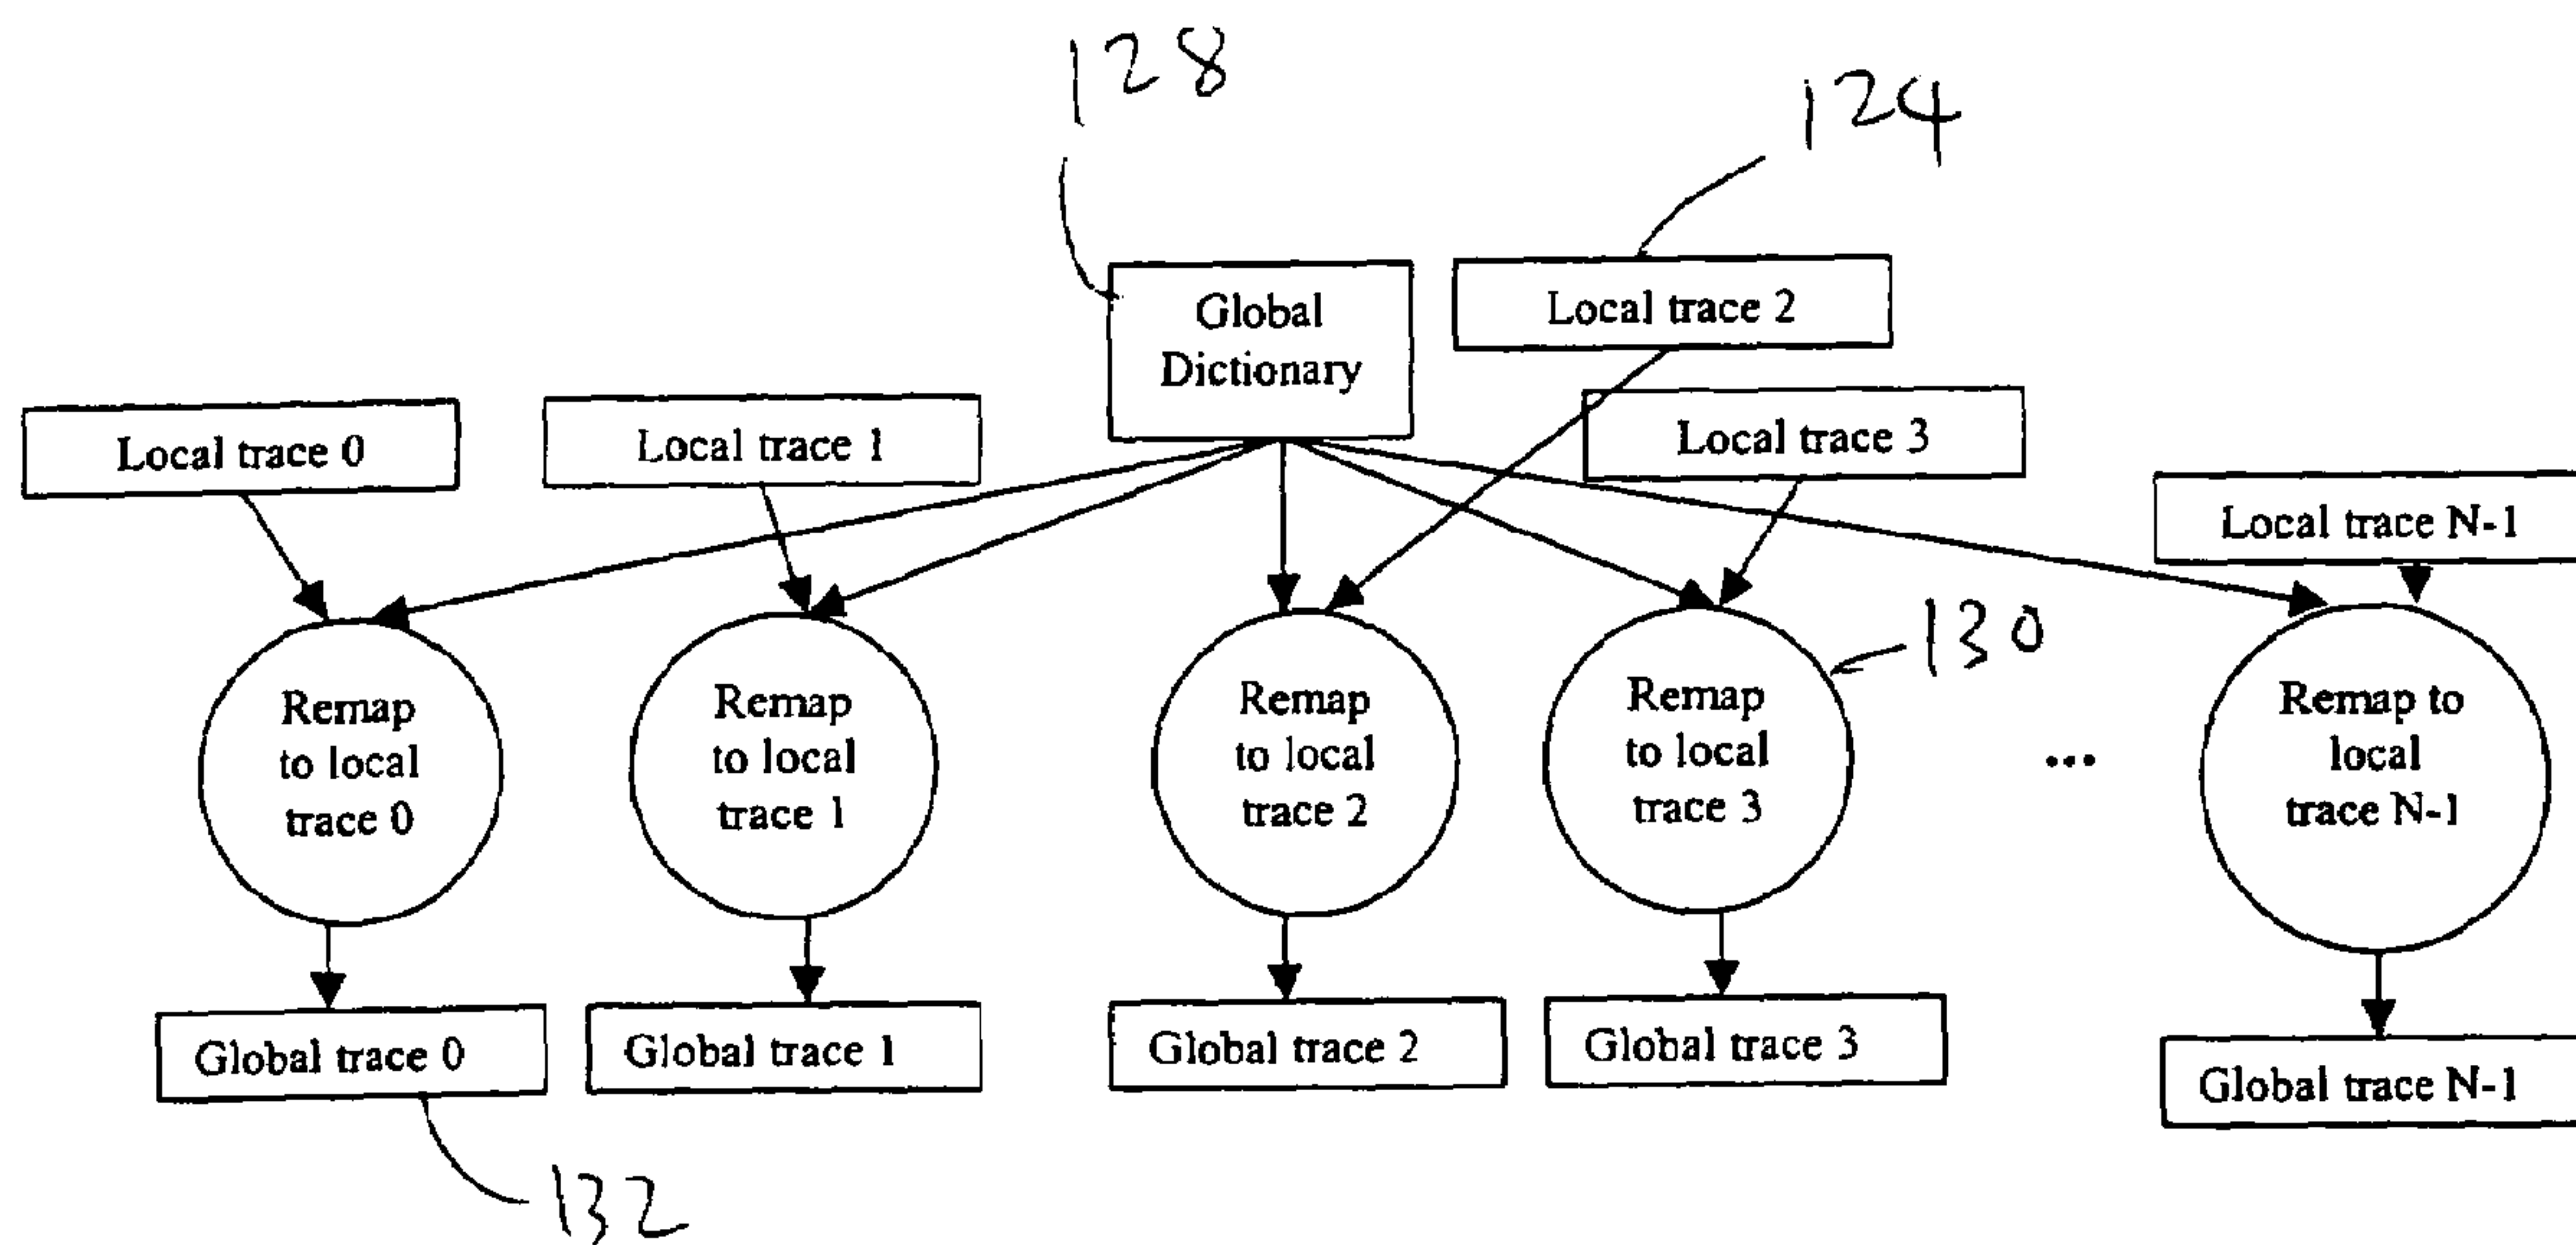 128
124
Global
Dictionary
Local trace 2
Local trace 0
Local trace 1
Local trace 3
Local trace N-1
130
Remap
to local
trace 0
Remap
to local
trace 1
Remap
to local
trace 2
Remap
to local
trace 3
...
Remap to
local
trace N-1
Global trace 0
Global trace 1
Global trace 2
Global trace 3
Global trace N-1
132